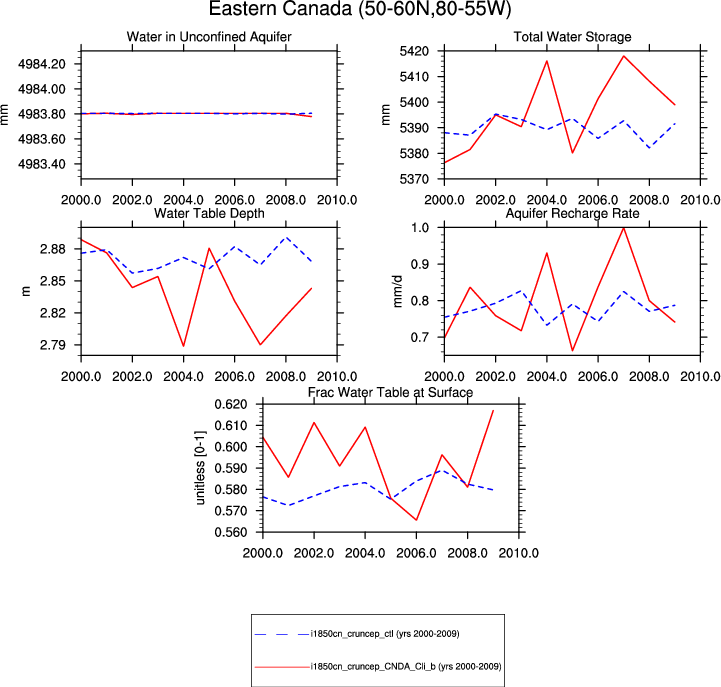 Eastern Canada (50-60N,80-55W)
Water in Unconfined Aquifer
4984.20
4984.00
4983.80
4983.60
4983.40
mm
2000.0 2002.0 2004.0 2006.0 2008.0 2010.0
Total Water Storage
5420
5410
5400
5390
5380
5370
mm
2000.0 2002.0 2004.0 2006.0 2008.0 2010.0
Water Table Depth
2.88
2.85
2.82
2.79
m
2000.0 2002.0 2004.0 2006.0 2008.0 2010.0
Aquifer Recharge Rate
1.0
0.9
0.8
0.7
mm/d
2000.0 2002.0 2004.0 2006.0 2008.0 2010.0
Frac Water Table at Surface
0.620
0.610
0.600
0.590
0.580
0.570
0.560
unitless [0-1]
2000.0 2002.0 2004.0 2006.0 2008.0 2010.0
i1850cn_cruncep_ctl (yrs 2000-2009)
i1850cn_cruncep_CNDA_Cli_b (yrs 2000-2009)